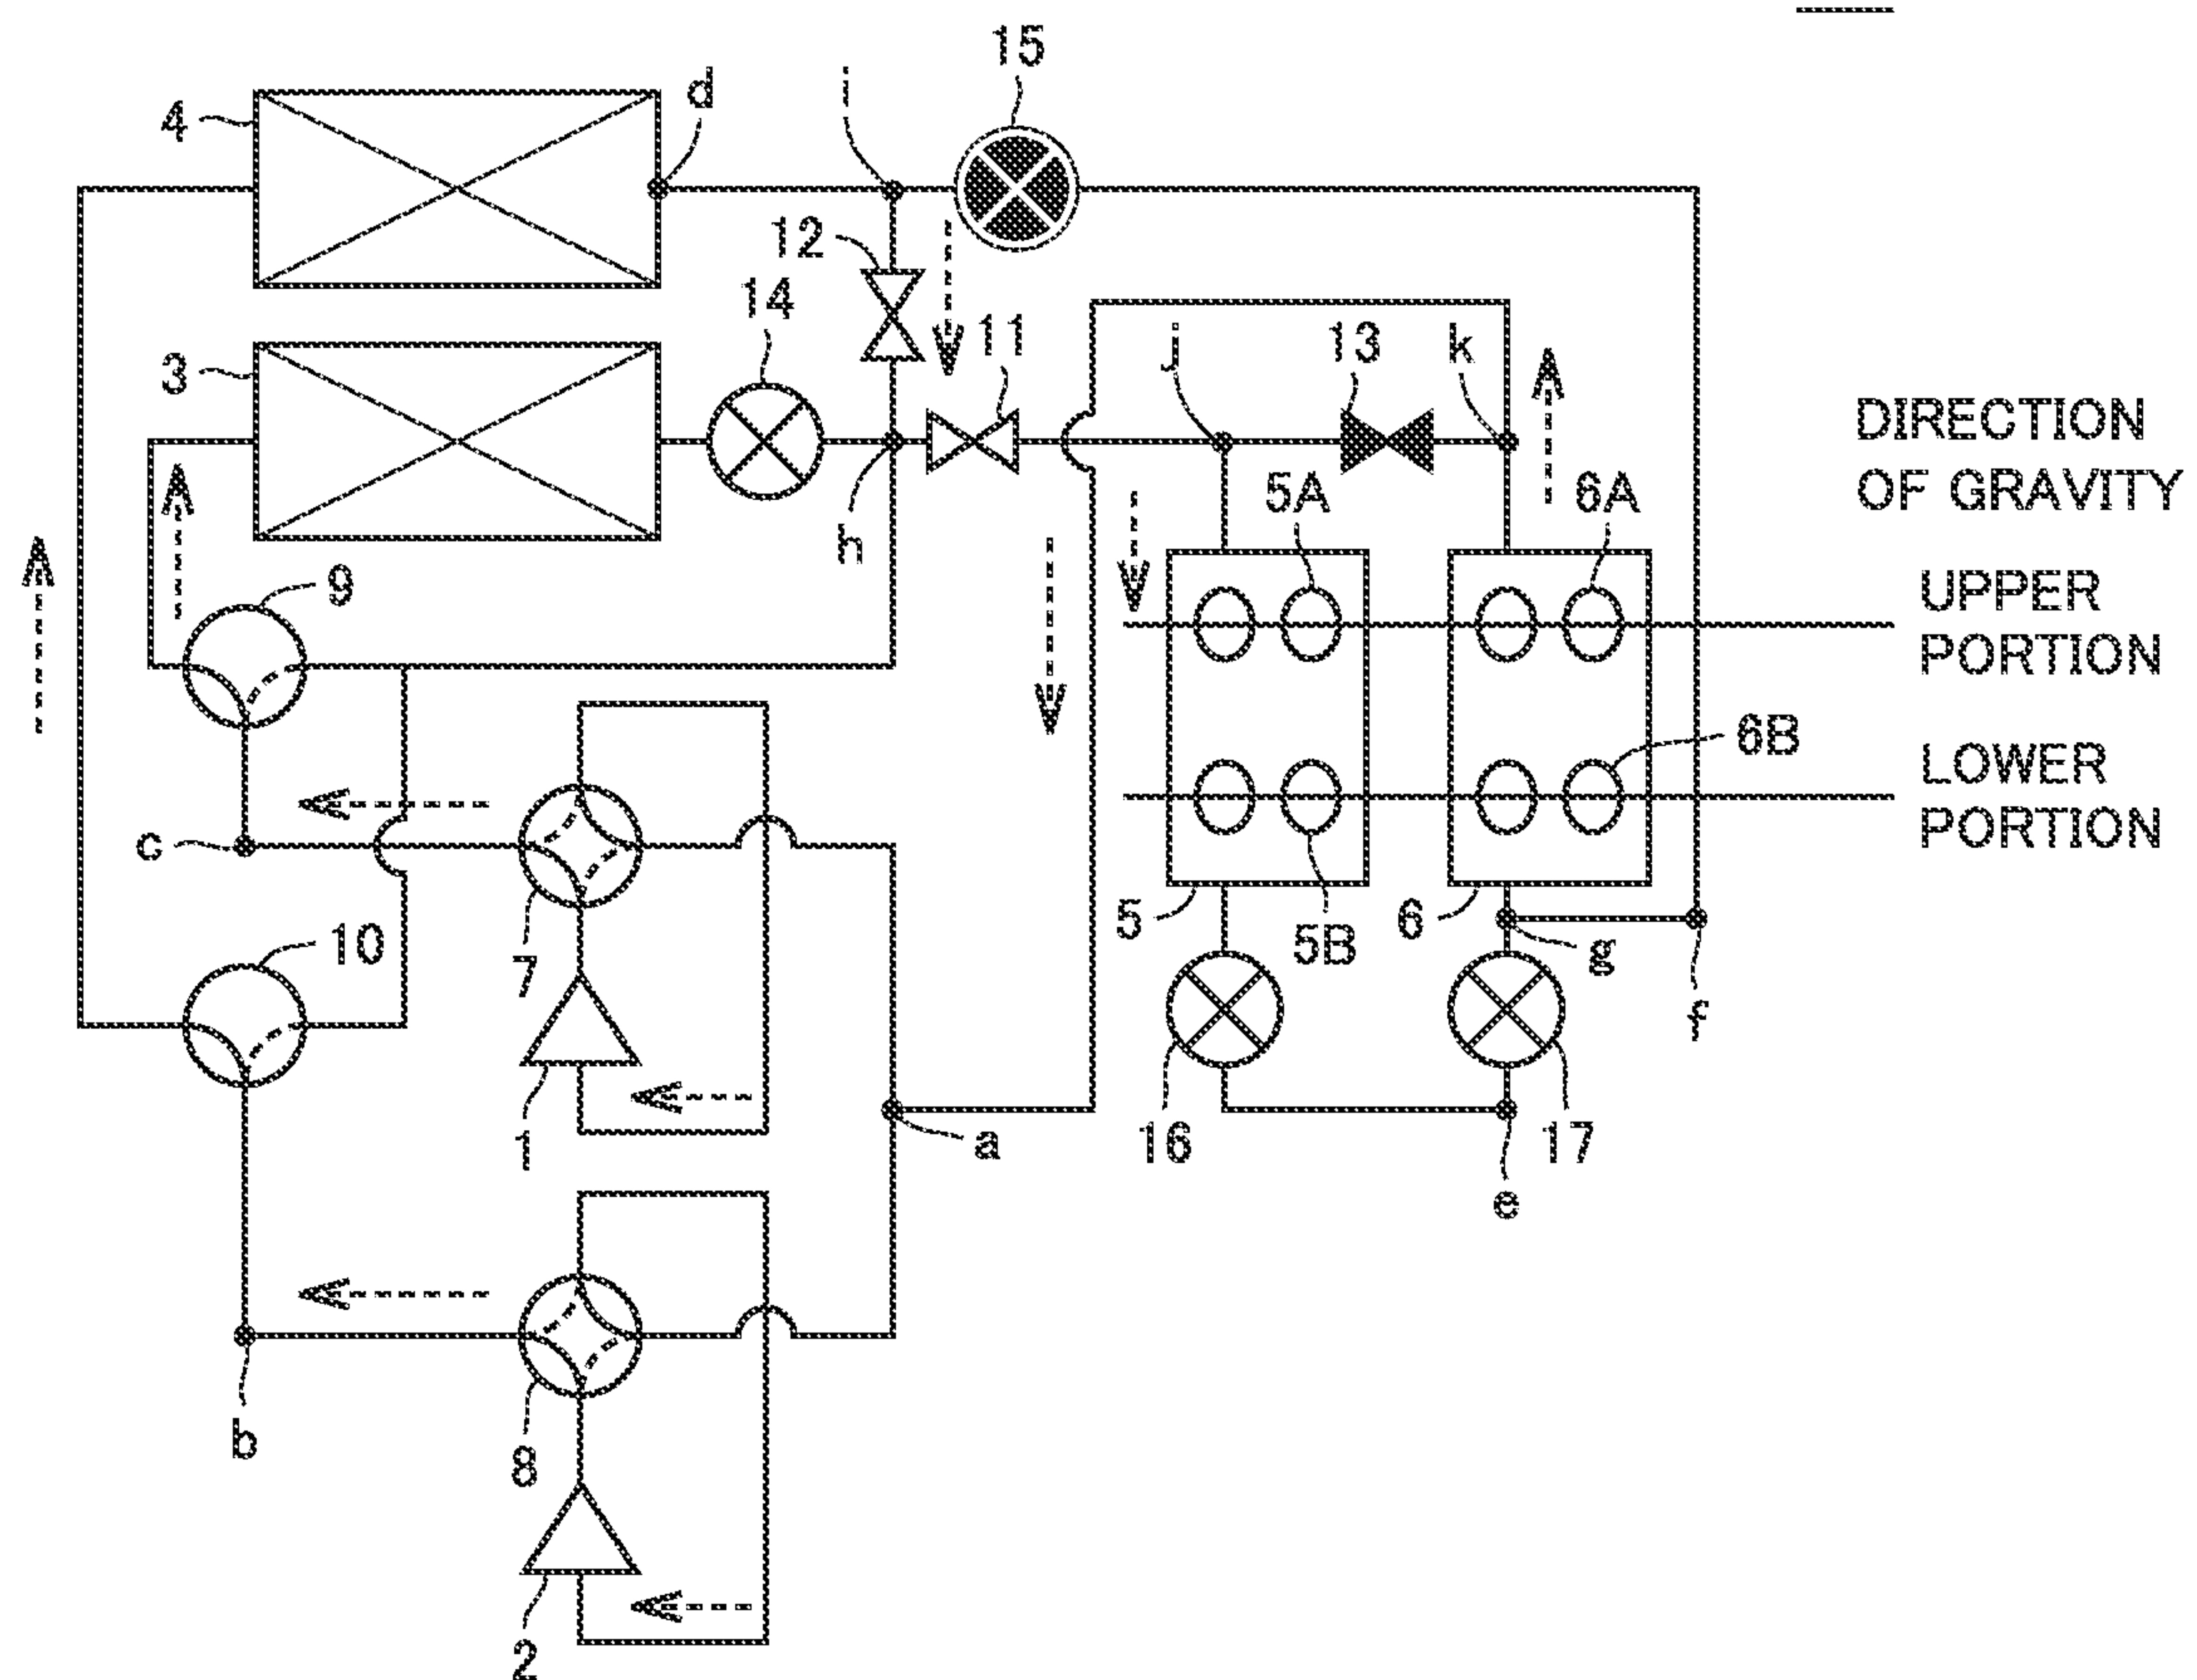 15
d
i
4
12
14
11
j
13
k
3
DIRECTION
OF GRAVITY
5A
6A
h
9
UPPER
PORTION
6B
LOWER
PORTION
c
10
7
5
5B
6
g
f
1
a
16
17
e
b
8
2